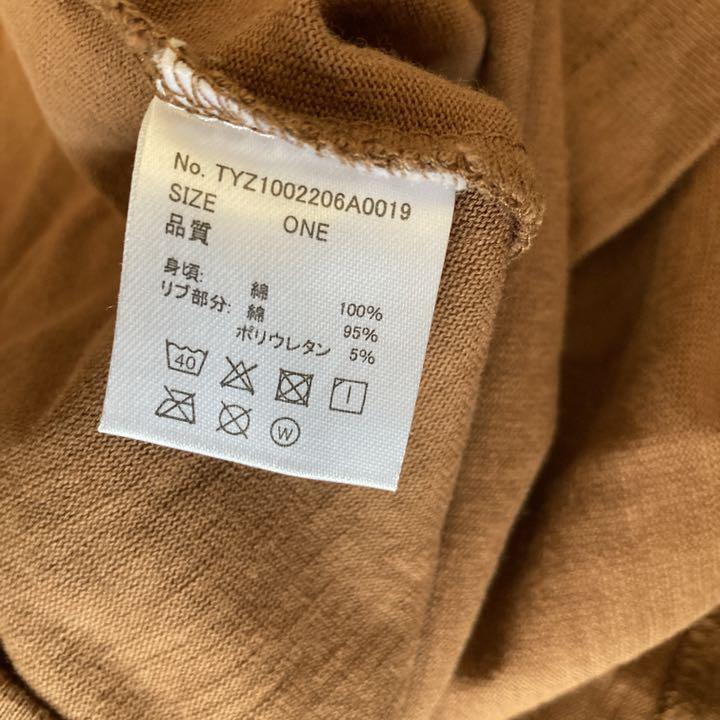 No. TYZ1002206A0019
SIZE ONE
品質
身頃: 綿 100%
リブ部分: 綿 95%
ポリウレタン 5%
40
W